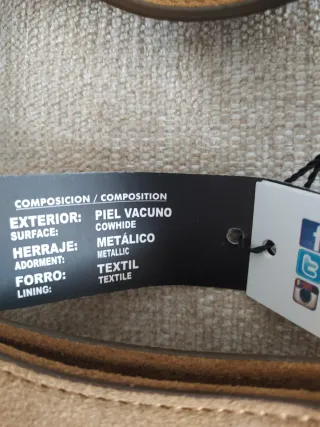 COMPOSICION / COMPOSITION
EXTERIOR: PIEL VACUNO
SURFACE: COWHIDE
HERRAJE: METÁLICO
ADORMENT: METALLIC
FORRO: TEXTIL
LINING: TEXTILE